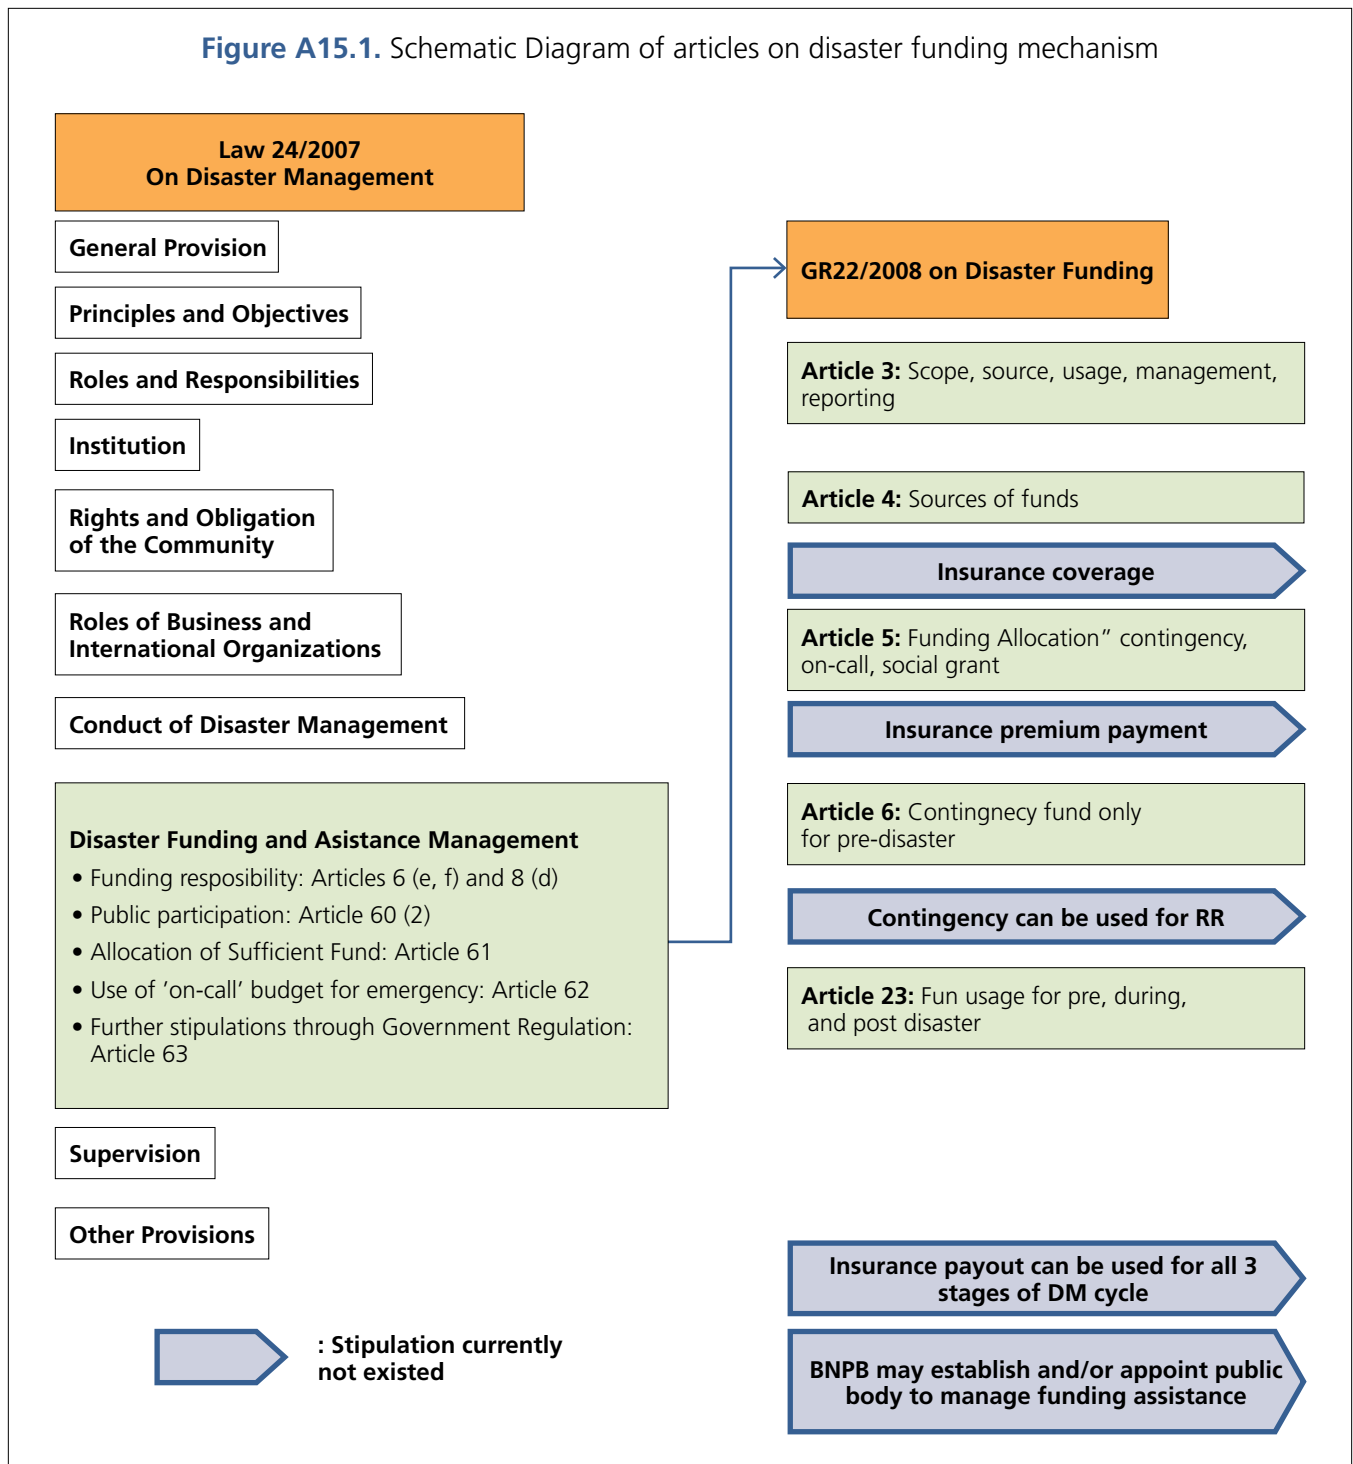 Figure A15.1. Schematic Diagram of articles on disaster funding mechanism
Law 24/2007
On Disaster Management
General Provision
Principles and Objectives
Roles and Responsibilities
Institution
Rights and Obligation
of the Community
Roles of Business and
International Organizations
Conduct of Disaster Management
Disaster Funding and Asistance Management
• Funding resposibility: Articles 6 (e, f) and 8 (d)
• Public participation: Article 60 (2)
• Allocation of Sufficient Fund: Article 61
• Use of 'on-call' budget for emergency: Article 62
• Further stipulations through Government Regulation:
Article 63
Supervision
Other Provisions
: Stipulation currently
not existed
GR22/2008 on Disaster Funding
Article 3: Scope, source, usage, management,
reporting
Article 4: Sources of funds
Insurance coverage
Article 5: Funding Allocation” contingency,
on-call, social grant
Insurance premium payment
Article 6: Contingnecy fund only
for pre-disaster
Contingency can be used for RR
Article 23: Fun usage for pre, during,
and post disaster
Insurance payout can be used for all 3
stages of DM cycle
BNPB may establish and/or appoint public
body to manage funding assistance